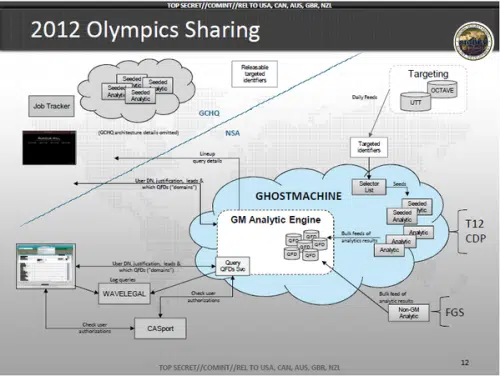 TOP SECRET//COMINT//REL TO USA, CAN, AUS, GBR, NZL
2012 Olympics Sharing
Seeded
Analytic
Seeded
Analytic
Seeded
Analytic
Seeded
Analytic
Job Tracker
(GCHQ architecture details omitted)
GCHQ
NSA
Releasable
targeted
identifiers
Targeting
OCTAVE
UTT
Daily Feeds
Targeted
identifiers
Lineup
query details
User DN, justification, leads &
which QFDs ("domains")
GHOSTMACHINE
GM Analytic Engine
QFD
QFD
QFD
QFD
QFD
QFD
QFD
Selector
List
Seeds
Seeded
Analytic
Seeded
Analytic
Analytic
Analytic
Analytic
T12
CDP
Bulk feeds of
analytics results
User DN, justification, leads &
which QFDs ("domains")
Query
QFDs Svc
Log queries
WAVELEGAL
Check user
authorizations
Check user
authorizations
CASport
Bulk feed of
analytic results
Non-GM
Analytic
FGS
12
TOP SECRET//COMINT//REL TO USA, CAN, AUS, GBR, NZL